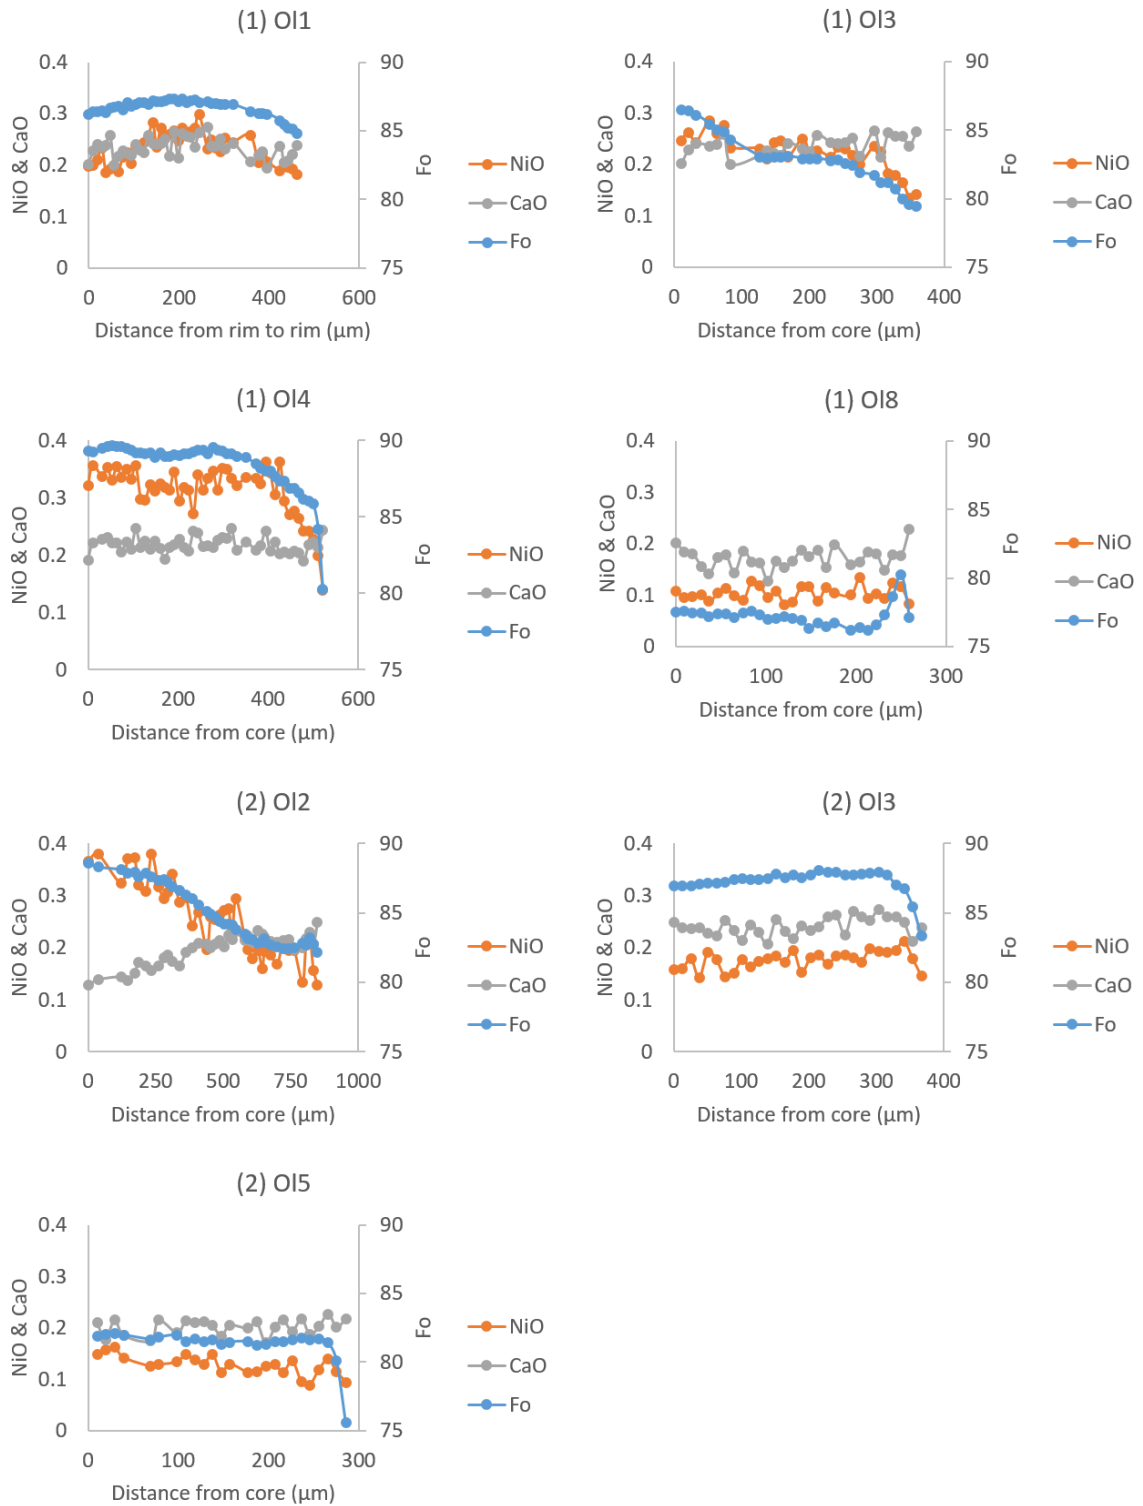 (1) Ol1
0.4
0.3
0.2
0.1
0
90
85
80
75
0 200 400 600
NiO & CaO
Fo
NiO
CaO
Fo
Distance from rim to rim (µm)
(1) Ol3
0.4
0.3
0.2
0.1
0
90
85
80
75
0 100 200 300 400
NiO & CaO
Fo
NiO
CaO
Fo
Distance from core (µm)
(1) Ol4
0.4
0.3
0.2
0.1
0
90
85
80
75
0 200 400 600
NiO & CaO
Fo
NiO
CaO
Fo
Distance from core (µm)
(1) Ol8
0.4
0.3
0.2
0.1
0
90
85
80
75
0 100 200 300
NiO & CaO
Fo
NiO
CaO
Fo
Distance from core (µm)
(2) Ol2
0.4
0.3
0.2
0.1
0
90
85
80
75
0 250 500 750 1000
NiO & CaO
Fo
NiO
CaO
Fo
Distance from core (µm)
(2) Ol3
0.4
0.3
0.2
0.1
0
90
85
80
75
0 100 200 300 400
NiO & CaO
Fo
NiO
CaO
Fo
Distance from core (µm)
(2) Ol5
0.4
0.3
0.2
0.1
0
90
85
80
75
0 100 200 300
NiO & CaO
Fo
NiO
CaO
Fo
Distance from core (µm)